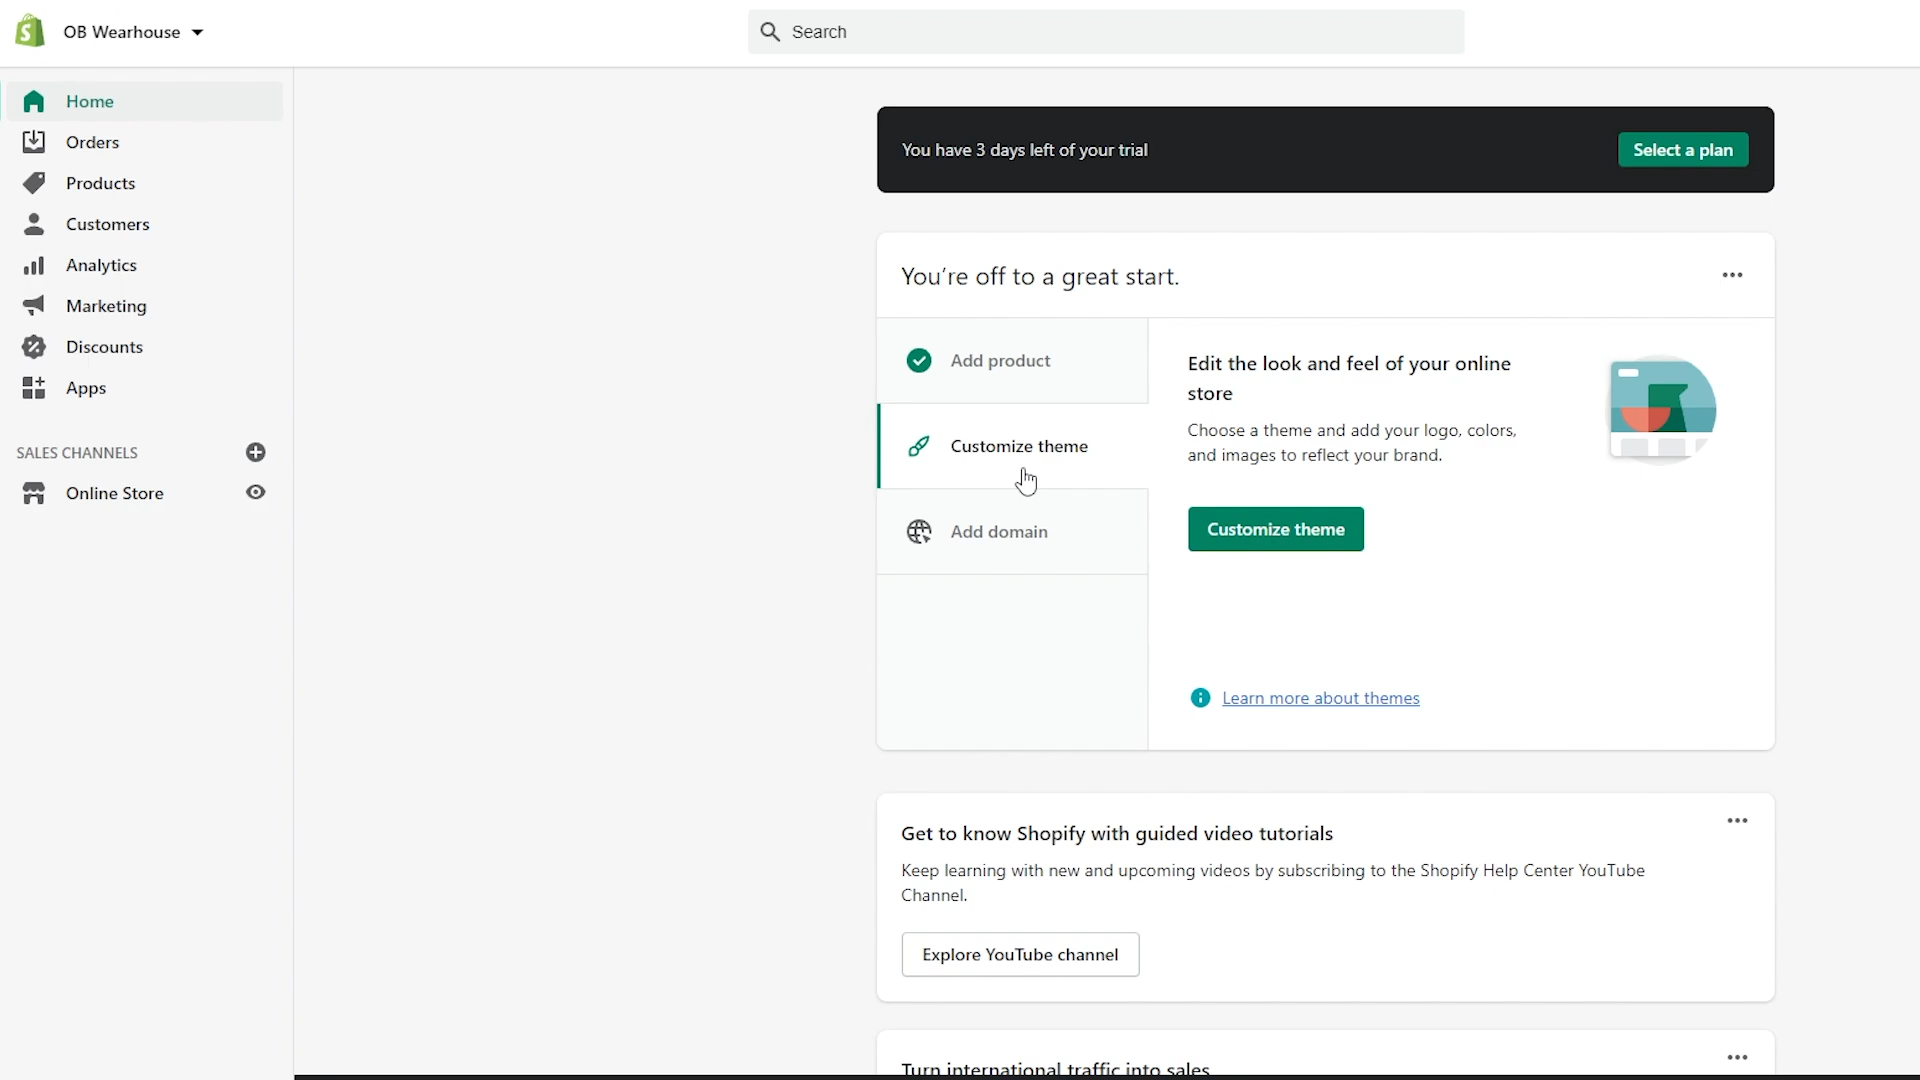 OB Wearhouse
Search
Home
Orders
Products
Customers
Analytics
Marketing
Discounts
Apps
SALES CHANNELS
Online Store
You have 3 days left of your trial
Select a plan
You're off to a great start.
Add product
Customize theme
Add domain
Edit the look and feel of your online
store
Choose a theme and add your logo, colors,
and images to reflect your brand.
Customize theme
Learn more about themes
Get to know Shopify with guided video tutorials
Keep learning with new and upcoming videos by subscribing to the Shopify Help Center YouTube
Channel.
Explore YouTube channel
Turn international traffic into sales